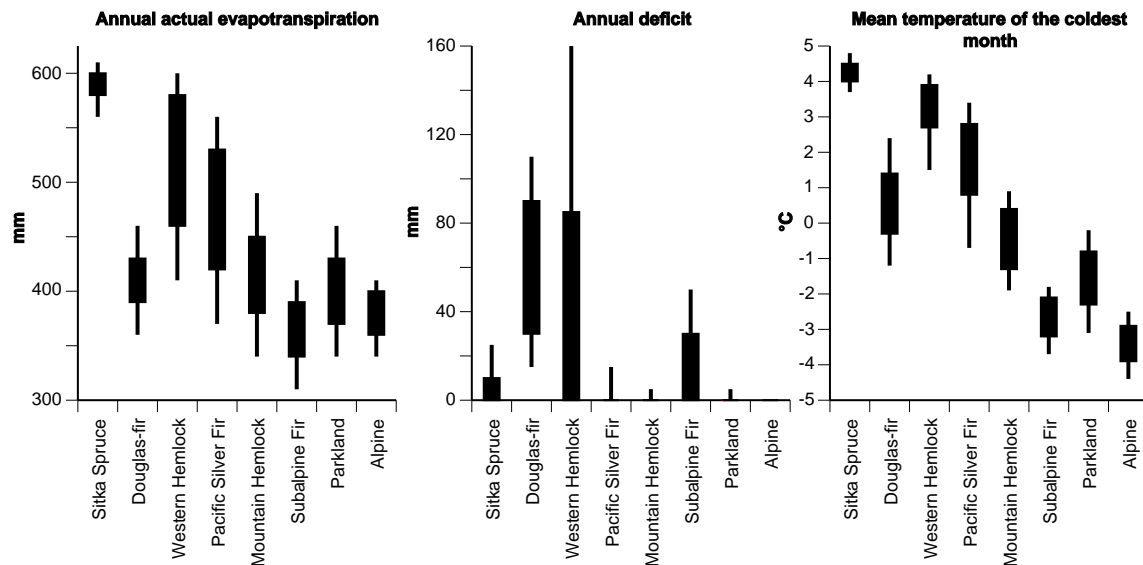 Annual actual evapotranspiration
600
500
400
300
mm
Sitka Spruce
Douglas-fir
Western Hemlock
Pacific Silver Fir
Mountain Hemlock
Subalpine Fir
Parkland
Alpine
Annual deficit
160
120
80
40
0
mm
Sitka Spruce
Douglas-fir
Western Hemlock
Pacific Silver Fir
Mountain Hemlock
Subalpine Fir
Parkland
Alpine
Mean temperature of the coldest
month
5
4
3
2
1
0
-1
-2
-3
-4
-5
°C
Sitka Spruce
Douglas-fir
Western Hemlock
Pacific Silver Fir
Mountain Hemlock
Subalpine Fir
Parkland
Alpine